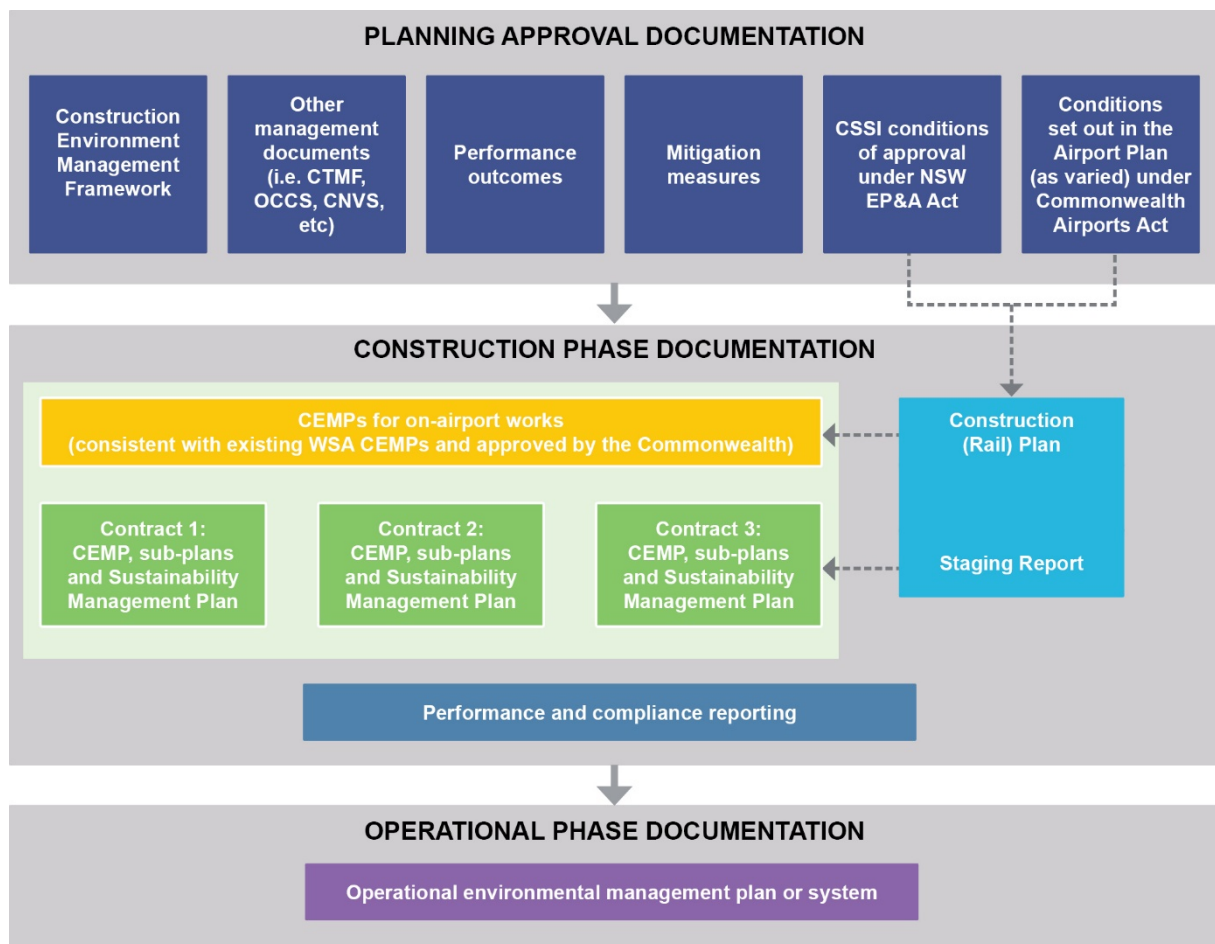 PLANNING APPROVAL DOCUMENTATION
Construction
Environment
Management
Framework
Other
management
documents
(i.e. CTMF,
OCCS, CNVS,
etc)
Performance
outcomes
Mitigation
measures
CSSI conditions
of approval
under NSW
EP&A Act
Conditions
set out in the
Airport Plan
(as varied) under
Commonwealth
Airports Act
CONSTRUCTION PHASE DOCUMENTATION
CEMPs for on-airport works
(consistent with existing WSA CEMPs and approved by the Commonwealth)
Construction
(Rail) Plan
Contract 1:
CEMP, sub-plans
and Sustainability
Management Plan
Contract 2:
CEMP, sub-plans
and Sustainability
Management Plan
Contract 3:
CEMP, sub-plans
and Sustainability
Management Plan
Staging Report
Performance and compliance reporting
OPERATIONAL PHASE DOCUMENTATION
Operational environmental management plan or system